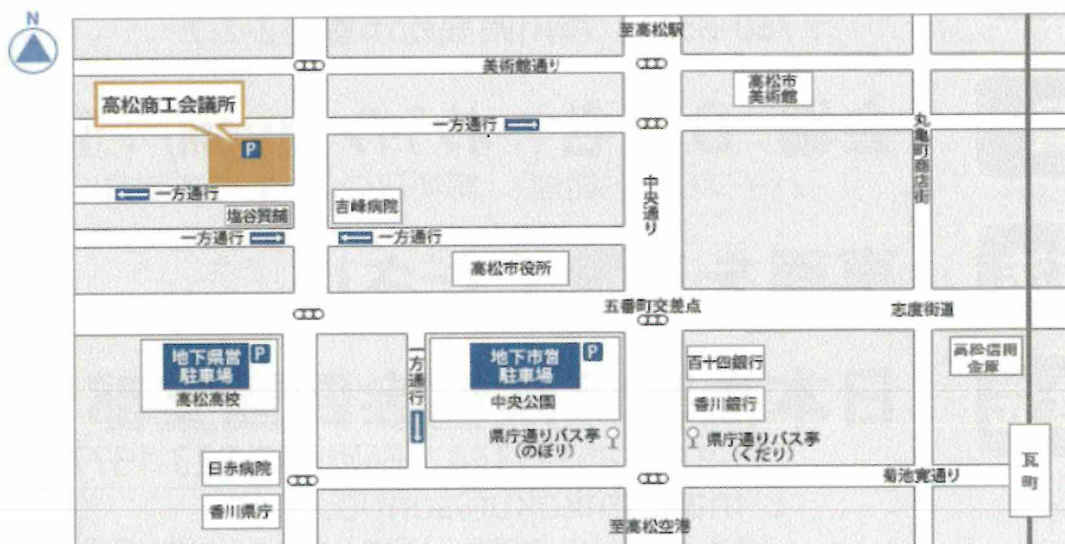 N
至高松駅
美術館通り
高松市
美術館
高松商工会議所
P
一方通行
丸亀町商店街
中央通り
一方通行
吉峰病院
塩谷質舗
一方通行
一方通行
高松市役所
五番町交差点
志度街道
地下県営
駐車場
P
高松高校
一方通行
地下市営
駐車場
P
中央公園
百十四銀行
香川銀行
高松信用
金庫
県庁通りバス亭
(のぼり)
県庁通りバス亭
(くだり)
日赤病院
香川県庁
菊池寛通り
瓦町
至高松空港